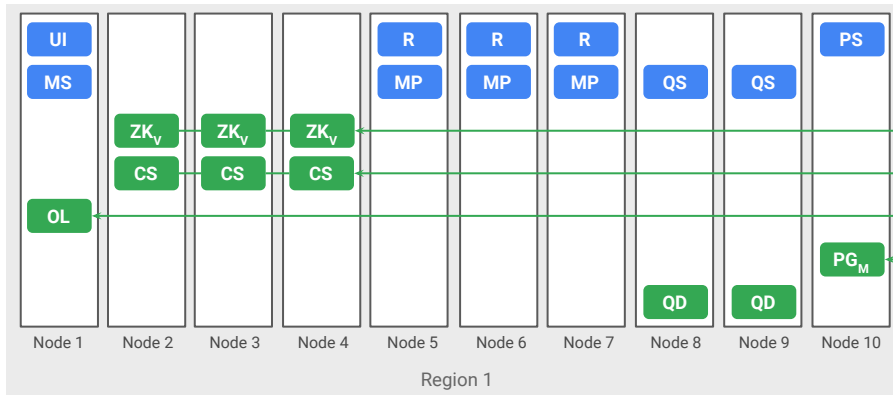 UI R R R PS
MS MP MP MP QS QS
ZKV ZKV ZKV
CS CS CS
OL
PGM
QD QD
Node 1 Node 2 Node 3 Node 4 Node 5 Node 6 Node 7 Node 8 Node 9 Node 10
Region 1